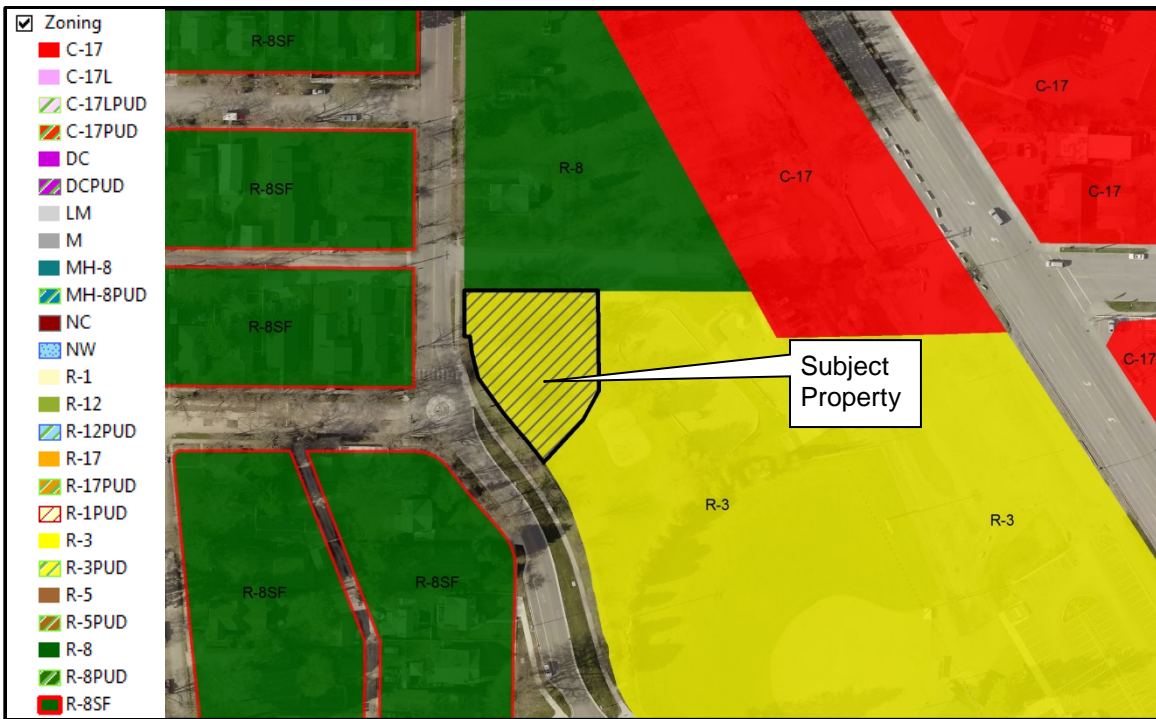 Zoning
C-17
C-17L
C-17LPUD
C-17PUD
DC
DCPUD
LM
M
MH-8
MH-8PUD
NC
NW
R-1
R-12
R-12PUD
R-17
R-17PUD
R-1PUD
R-3
R-3PUD
R-5
R-5PUD
R-8
R-8PUD
R-8SF
R-8SF
C-17
R-8SF
R-8
C-17
C-17
R-8SF
C-17
Subject
Property
R-3
R-3
R-8SF
R-8SF